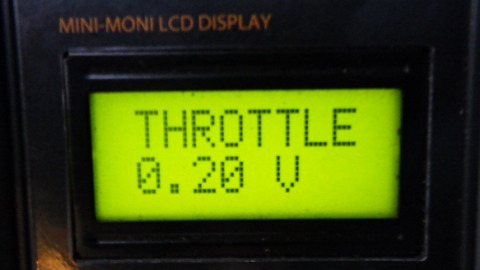 MINI-MONI LCD DISPLAY
THROTTLE
0.20 V